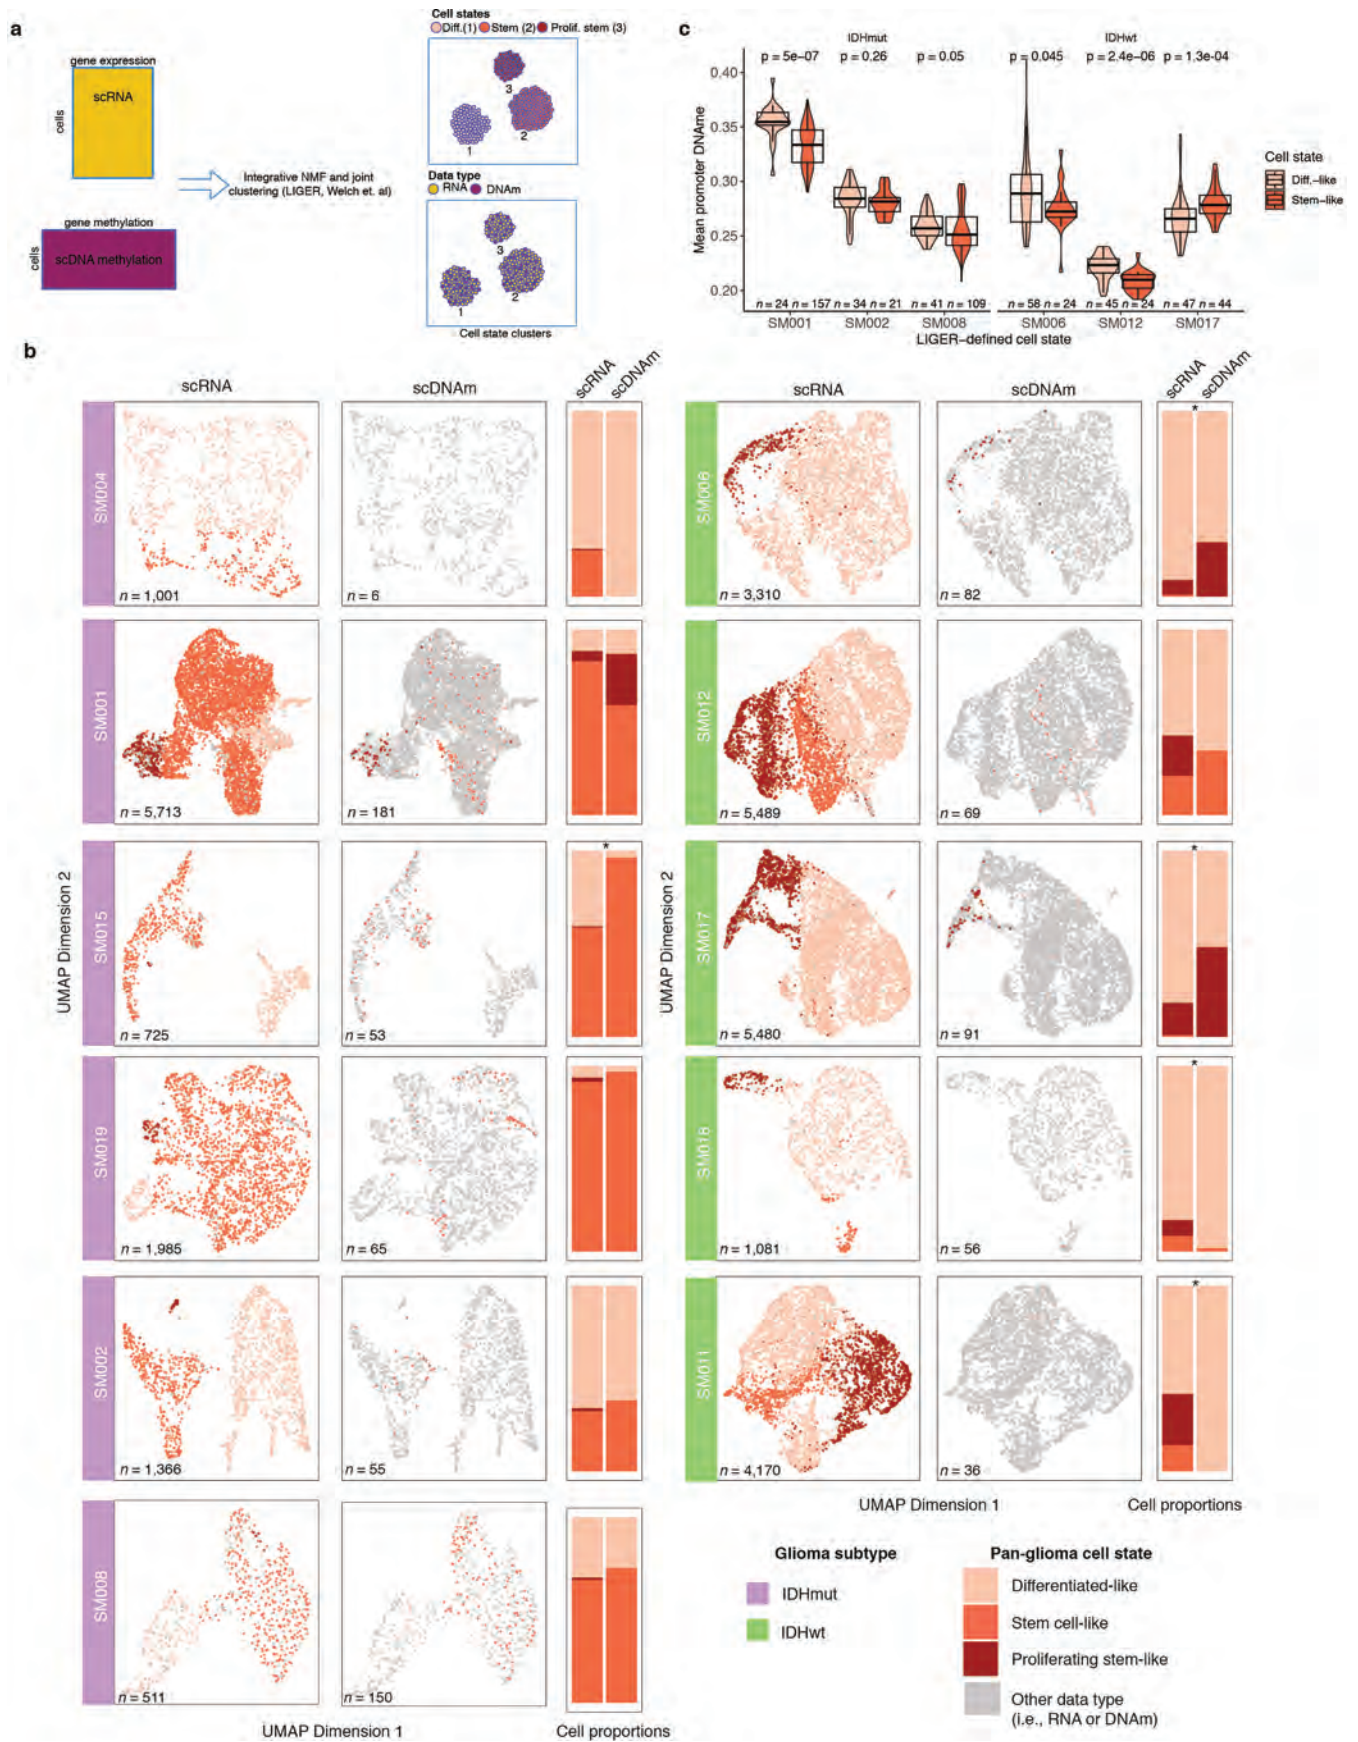 a
gene expression
scRNA
cells
gene methylation
scDNA methylation
cells
Integrative NMF and joint
clustering (LIGER, Welch et. al)
Cell states
Diff.(1) Stem (2) Prolif. stem (3)
3
1
2
Data type
RNA DNAm
3
1
2
Cell state clusters
c
IDHmut IDHwt
p = 5e-07 p = 0.26 p = 0.05 p = 0.045 p = 2.4e-06 p = 1.3e-04
0.40
0.35
0.30
0.25
0.20
Mean promoter DNAme
n = 24 n = 157 n = 34 n = 21 n = 41 n = 109 n = 58 n = 24 n = 45 n = 24 n = 47 n = 44
SM001 SM002 SM008 SM006 SM012 SM017
LIGER-defined cell state
Cell state
Diff.-like
Stem-like
b
scRNA scDNAm scRNA scDNAm
SM004
n = 1,001 n = 6
SM001
n = 5,713 n = 181
SM015
n = 725 n = 53
*
SM019
n = 1,985 n = 65
SM002
n = 1,366 n = 55
SM008
n = 511 n = 150
UMAP Dimension 2
UMAP Dimension 1 Cell proportions
scRNA scDNAm scRNA scDNAm
SM006
n = 3,310 n = 82
*
SM012
n = 5,489 n = 69
SM017
n = 5,480 n = 91
*
SM018
n = 1,081 n = 56
*
SM011
n = 4,170 n = 36
*
UMAP Dimension 2
UMAP Dimension 1 Cell proportions
Glioma subtype
IDHmut
IDHwt
Pan-glioma cell state
Differentiated-like
Stem cell-like
Proliferating stem-like
Other data type
(i.e., RNA or DNAm)